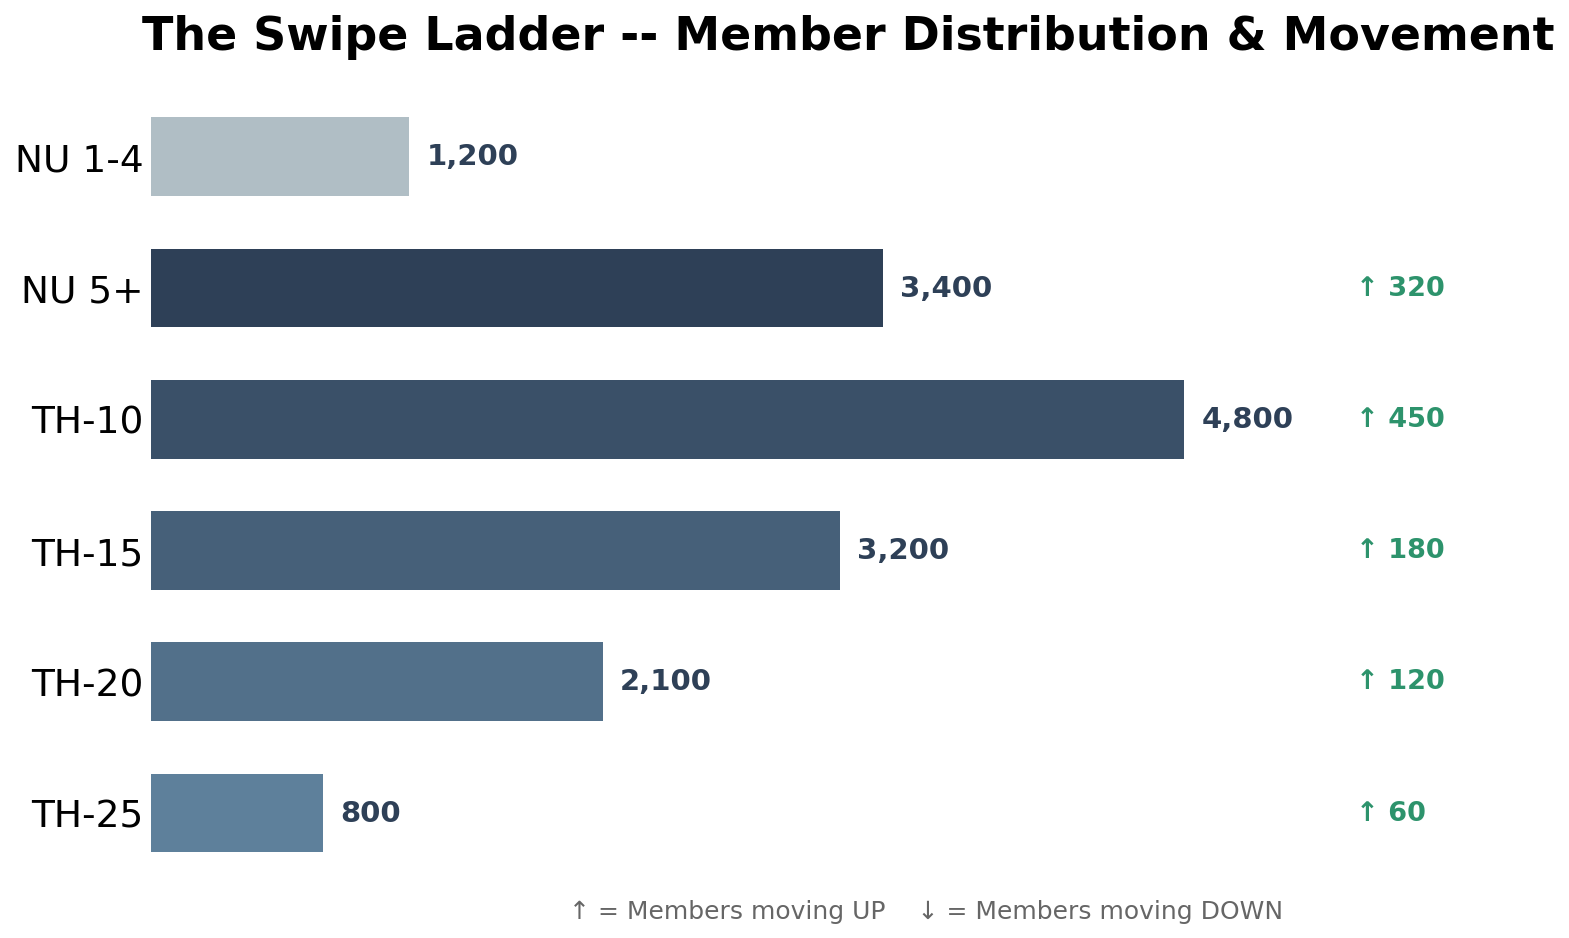 The Swipe Ladder -- Member Distribution & Movement
NU 1-4 1,200
NU 5+ 3,400 ↑ 320
TH-10 4,800 ↑ 450
TH-15 3,200 ↑ 180
TH-20 2,100 ↑ 120
TH-25 800 ↑ 60
↑ = Members moving UP ↓ = Members moving DOWN